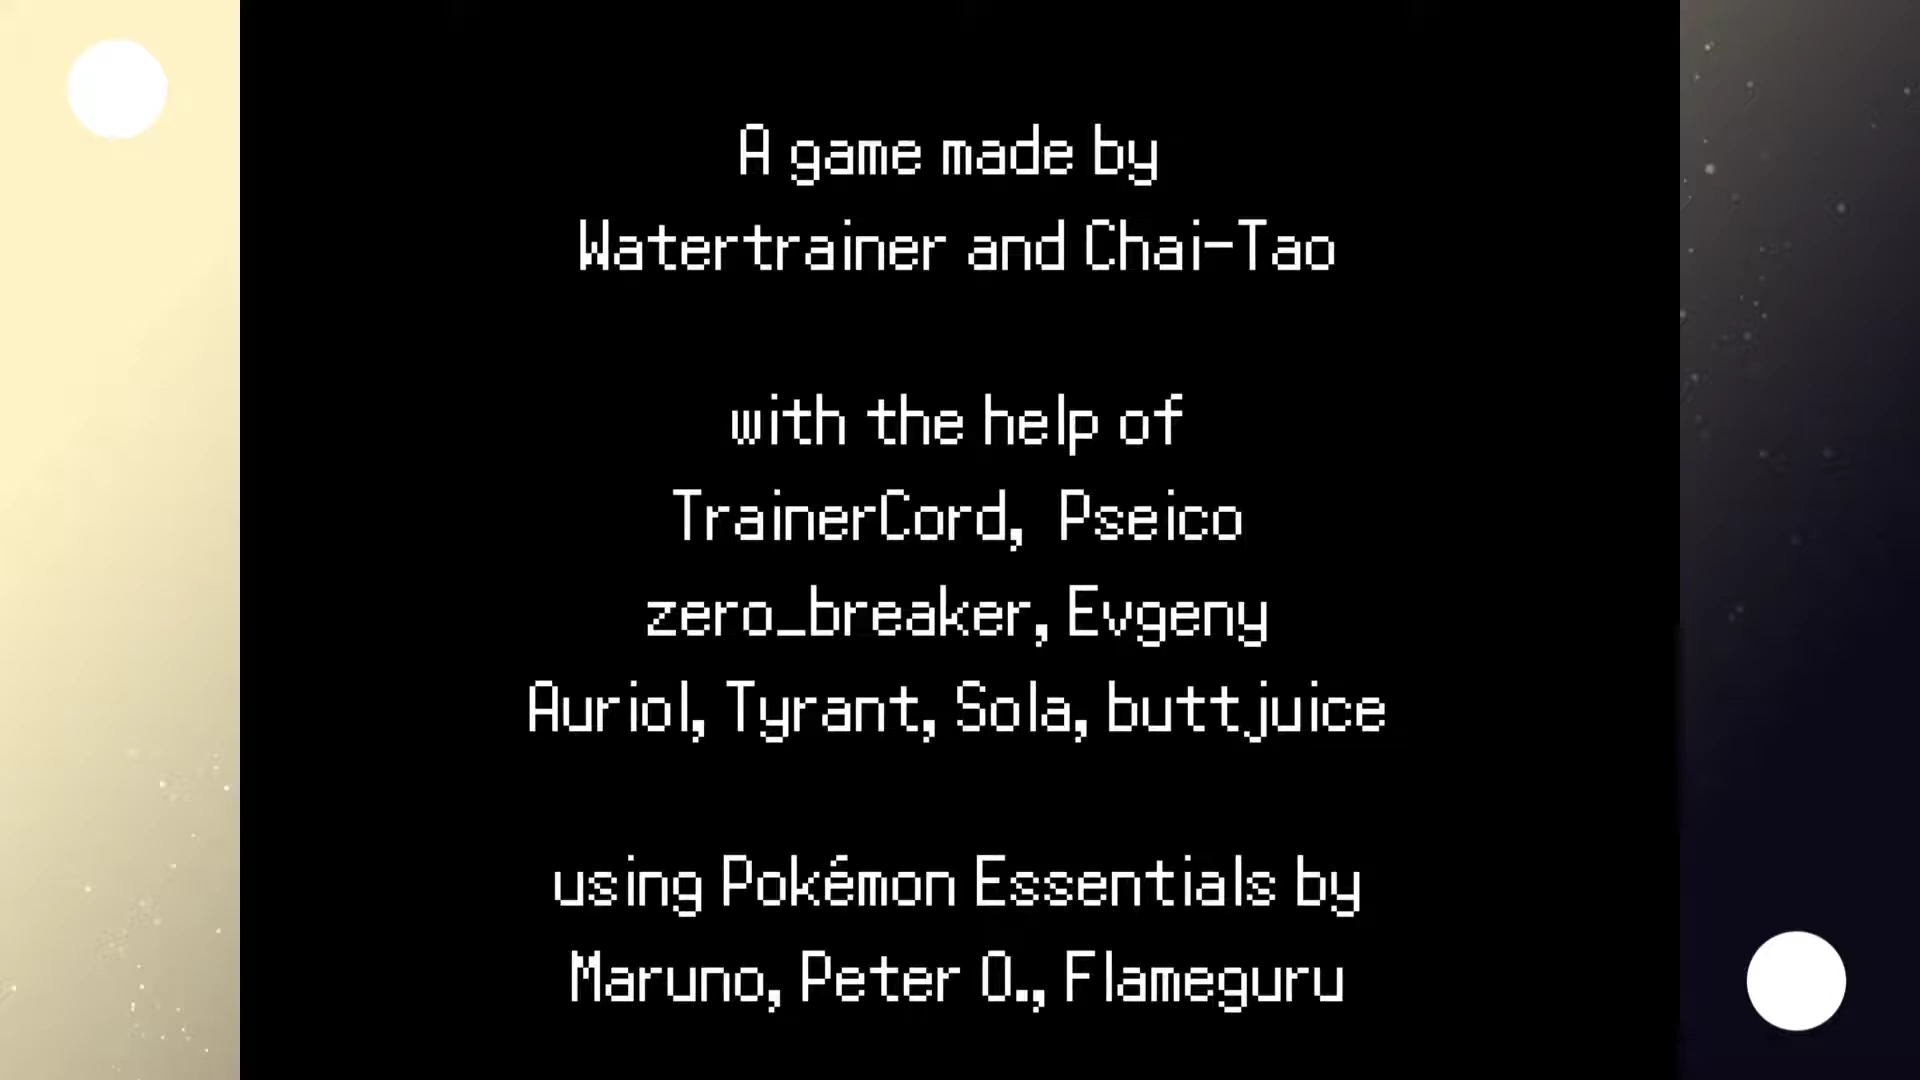 A game made by
Watertrainer and Chai-Tao
with the help of
TrainerCord, Pseico
zero_breaker, Evgeny
Auriol, Tyrant, Sola, buttjuice
using Pokémon Essentials by
Maruno, Peter O., Flameguru